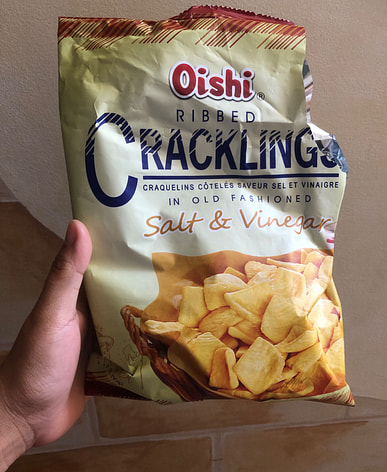 Oishi®
RIBBED
CRACKLINGS
CRAQUELINS CÔTELÉS SAVEUR SEL ET VINAIGRE
IN OLD FASHIONED
Salt & Vinegar